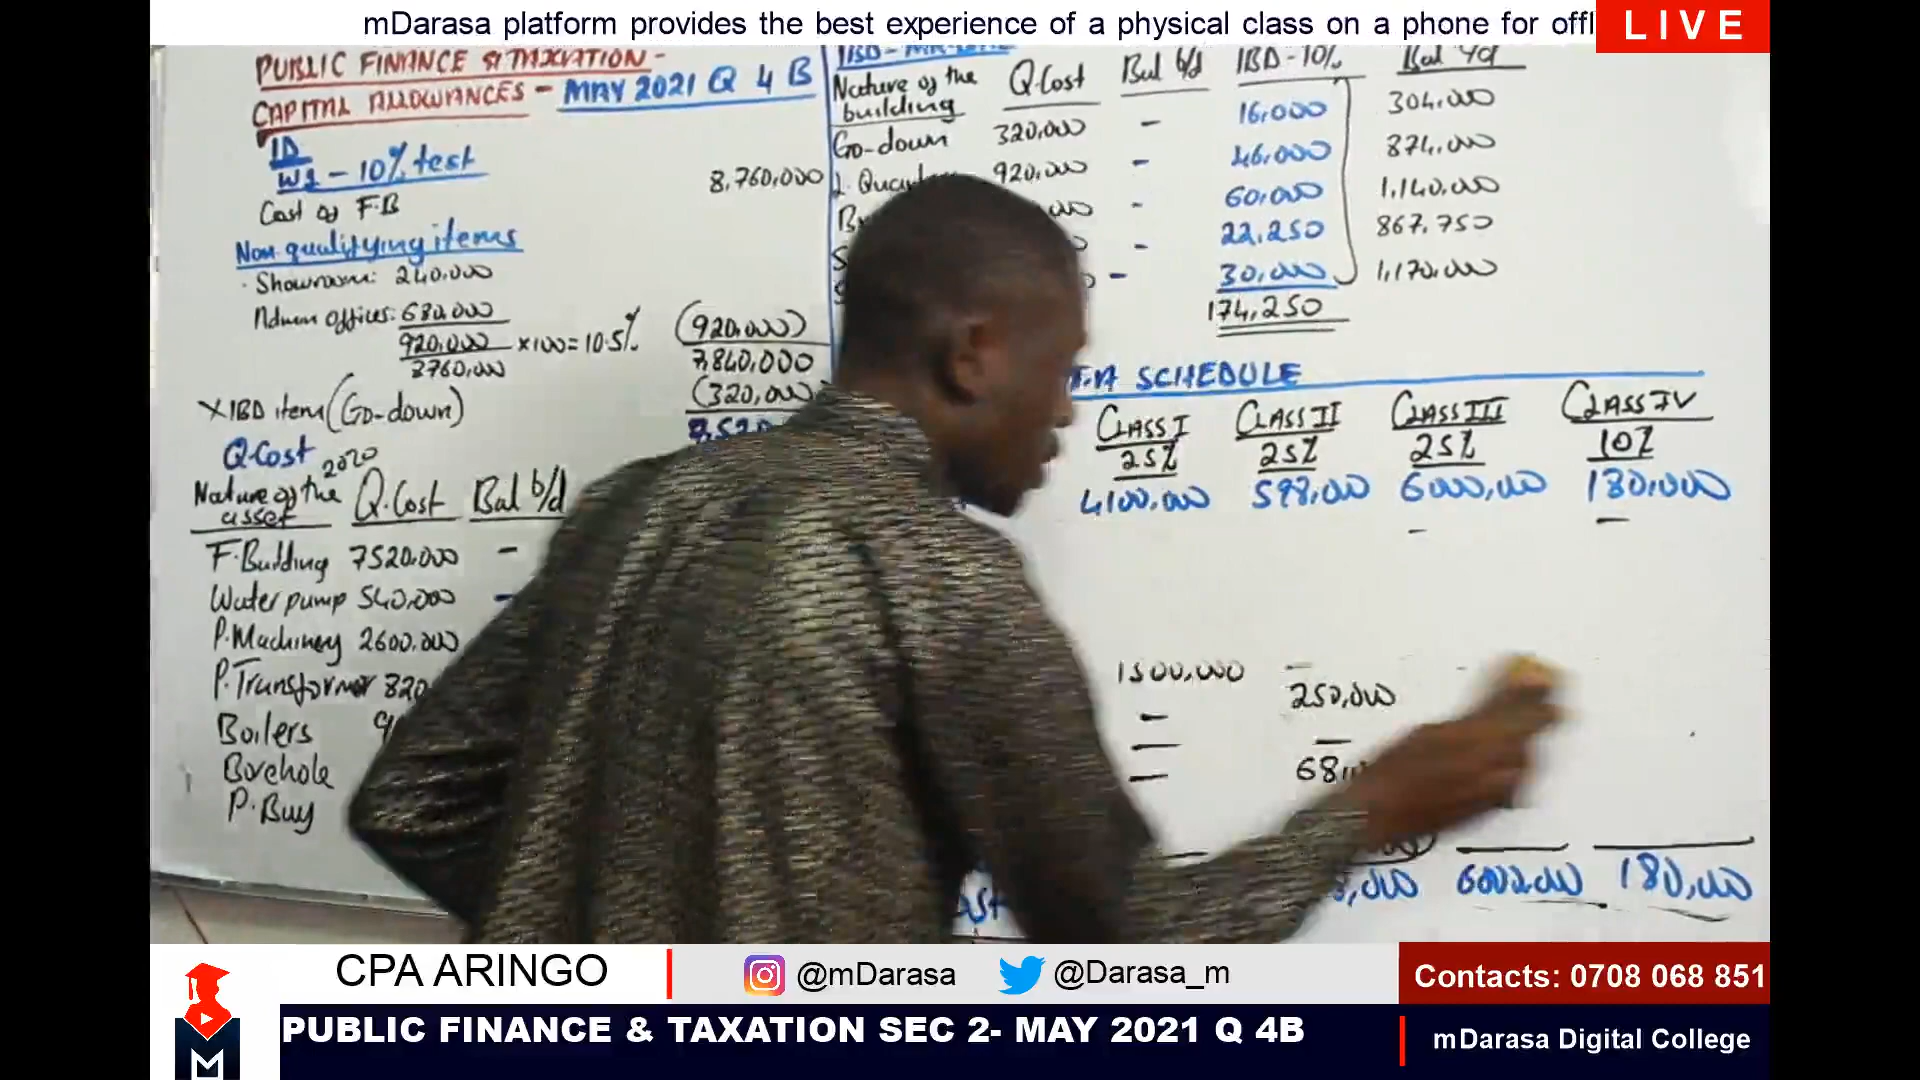 mDarasa platform provides the best experience of a physical class on a phone for offl
LIVE
PUBLIC FINANCE & TAXATION -
CAPITAL ALLOWANCES - MAY 2021 Q 4 B
ID
W1 - 10% test
Cost of F.B 8,760,000
Non-qualifying items
Showroom: 240,000
Admin offices: 680,000 (920,000)
920,000 ×100 = 10.5% 7,840,000
8760,000 (320,000)
× IBD item (Go-down)
Q.Cost
2020
Nature of the asset Q.Cost Bal b/d
F.Building 7520,000 -
Water pump 540,000 -
P.Machinery 2600,000
P.Transformer 820
Boilers
Borehole
P.Buy
Nature of the building Q.Cost Bal b/d IBD-10%
Go-down 320,000 - 16,000 304,000
920,000 - 46,000 874,000
- 60,000 1,140,000
- 22,250 867,750
- 30,000 1,170,000
174,250
SCHEDULE
CLASS I CLASS II CLASS III CLASS IV
25% 25% 25% 10%
4100,000 598,000 6000,000 180,000
- -
1500,000 -
- 250,000
- -
- 68
6000,000 180,000
CPA ARINGO
@mDarasa
@Darasa_m
Contacts: 0708 068 851
M
PUBLIC FINANCE & TAXATION SEC 2- MAY 2021 Q 4B
mDarasa Digital College